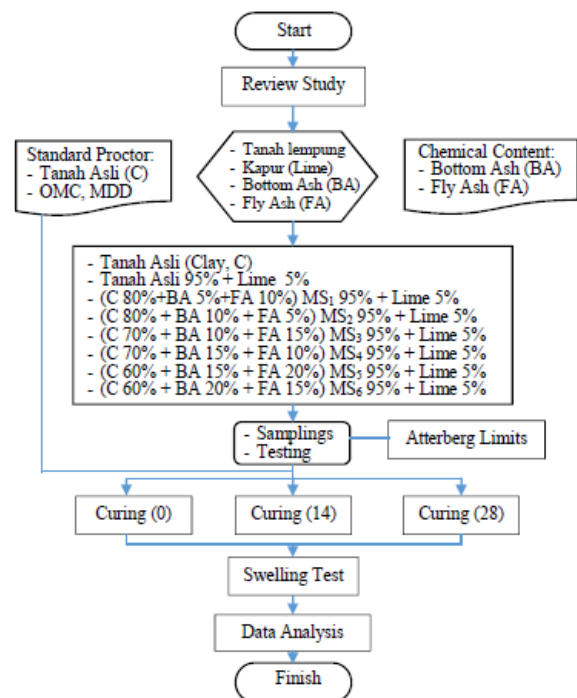 Start
Review Study
Standard Proctor:
- Tanah Asli (C)
- OMC, MDD
- Tanah lempung
- Kapur (Lime)
- Bottom Ash (BA)
- Fly Ash (FA)
Chemical Content:
- Bottom Ash (BA)
- Fly Ash (FA)
- Tanah Asli (Clay, C)
- Tanah Asli 95% + Lime 5%
- (C 80%+BA 5%+FA 10%) MS₁ 95% + Lime 5%
- (C 80% + BA 10% + FA 5%) MS₂ 95% + Lime 5%
- (C 70% + BA 10% + FA 15%) MS₃ 95% + Lime 5%
- (C 70% + BA 15% + FA 10%) MS₄ 95% + Lime 5%
- (C 60% + BA 15% + FA 20%) MS₅ 95% + Lime 5%
- (C 60% + BA 20% + FA 15%) MS₆ 95% + Lime 5%
- Samplings
- Testing
Atterberg Limits
Curing (0)
Curing (14)
Curing (28)
Swelling Test
Data Analysis
Finish